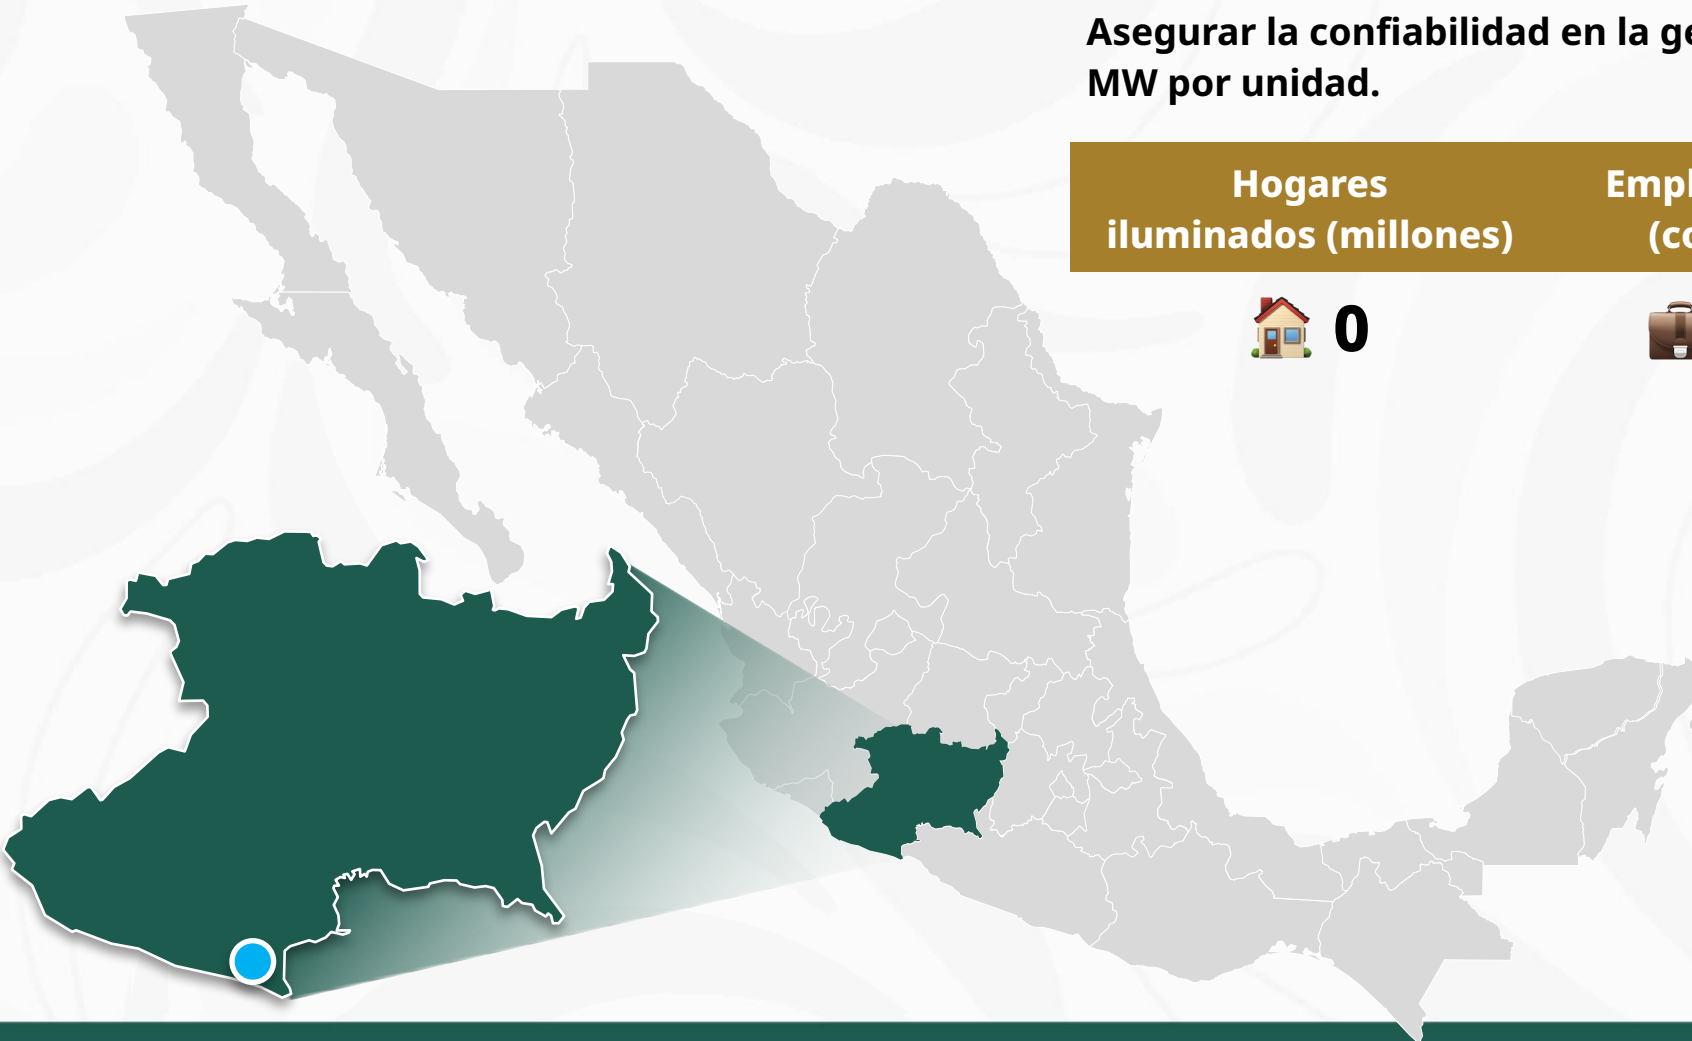 Asegurar la confiabilidad en la
MW por unidad.
Hogares
iluminados (millones)
0